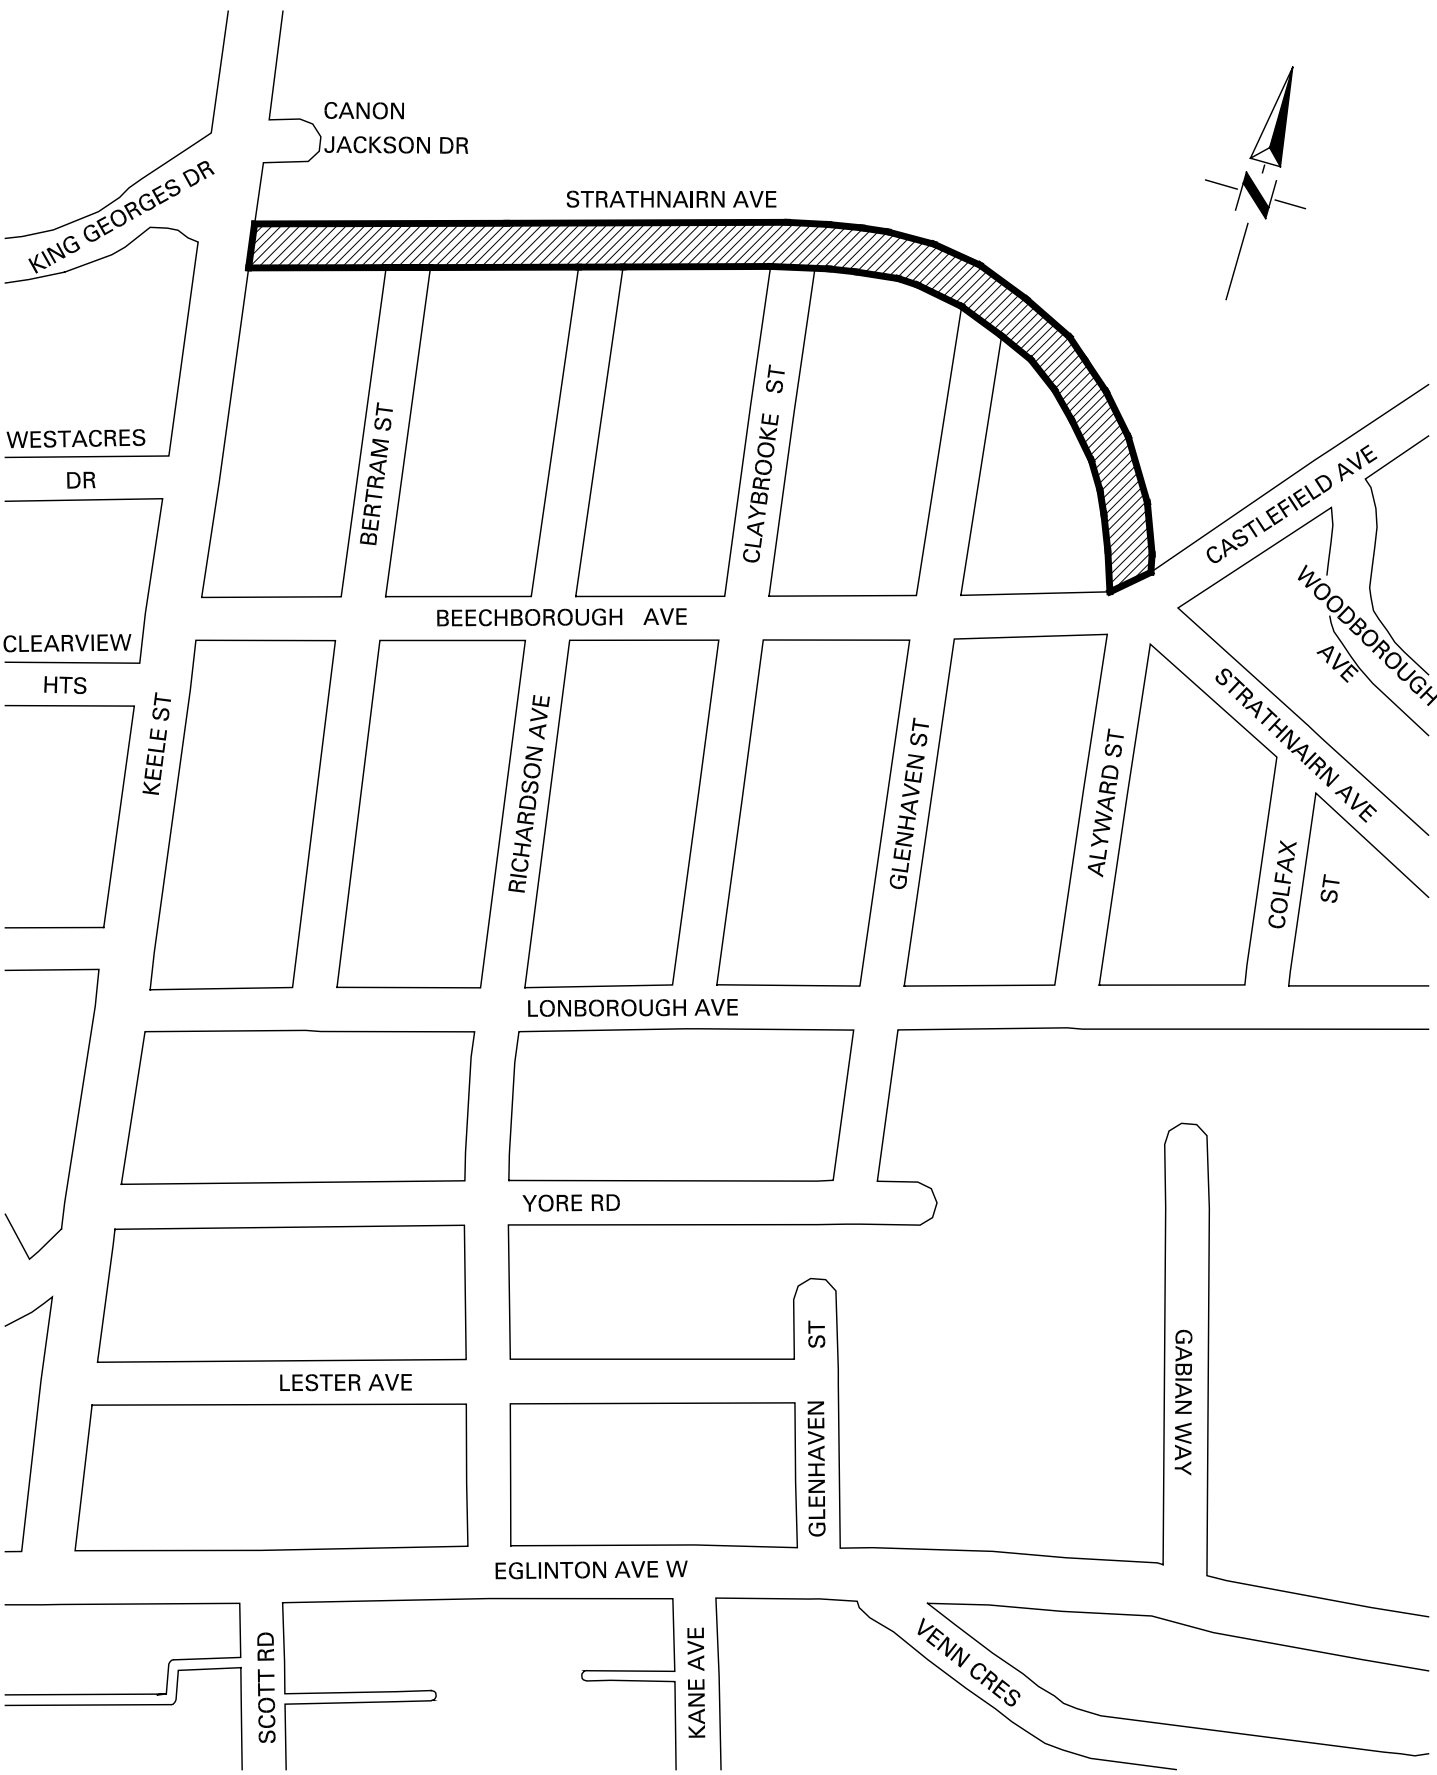 CANON
JACKSON DR
KING GEORGES DR
STRATHNAIRN AVE
N
WESTACRES
DR
BERTRAM ST
CLAYBROOKE ST
CASTLEFIELD AVE
WOODBOROUGH
AVE
BEECHBOROUGH AVE
CLEARVIEW
HTS
KEELE ST
RICHARDSON AVE
GLENHAVEN ST
ALYWARD ST
STRATHNAIRN AVE
COLFAX
ST
LONBOROUGH AVE
YORE RD
GLENHAVEN ST
GABIAN WAY
LESTER AVE
EGLINTON AVE W
SCOTT RD
KANE AVE
VENN CRES